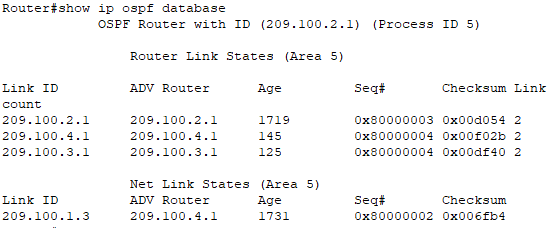 Router#show ip ospf database
OSPF Router with ID (209.100.2.1) (Process ID 5)
Router Link States (Area 5)
Link ID ADV Router Age Seq# Checksum Link
count
209.100.2.1 209.100.2.1 1719 0x80000003 0x00d054 2
209.100.4.1 209.100.4.1 145 0x80000004 0x00f02b 2
209.100.3.1 209.100.3.1 125 0x80000004 0x00df40 2
Net Link States (Area 5)
Link ID ADV Router Age Seq# Checksum
209.100.1.3 209.100.4.1 1731 0x80000002 0x006fb4